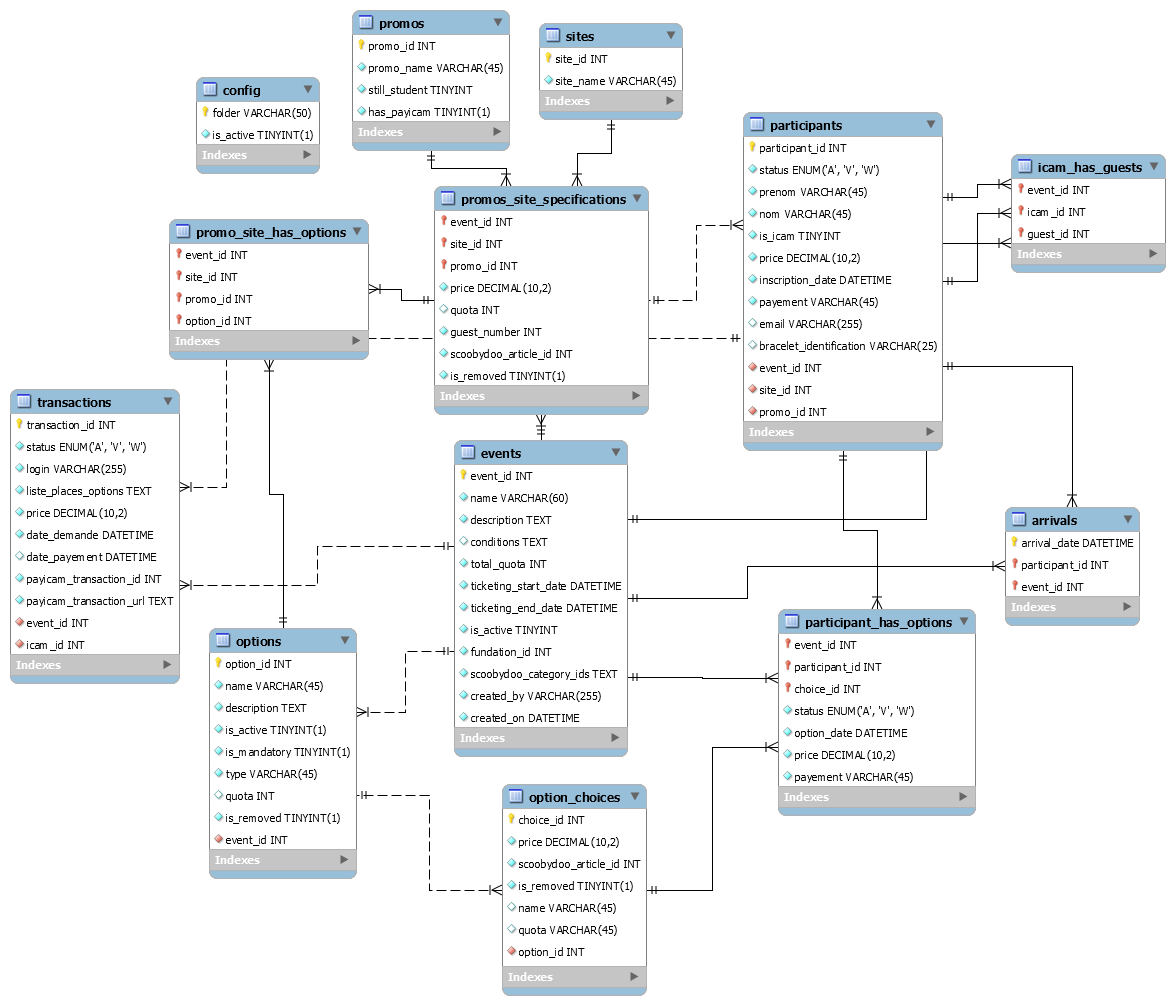 promos
promo_id INT
promo_name VARCHAR(45)
still_student TINYINT
has_payicam TINYINT(1)
Indexes
sites
site_id INT
site_name VARCHAR(45)
Indexes
config
folder VARCHAR(50)
is_active TINYINT(1)
Indexes
participants
participant_id INT
status ENUM('A', 'V', 'W')
prenom VARCHAR(45)
nom VARCHAR(45)
is_icam TINYINT
price DECIMAL(10,2)
inscription_date DATETIME
payement VARCHAR(45)
email VARCHAR(255)
bracelet_identification VARCHAR(25)
event_id INT
site_id INT
promo_id INT
Indexes
icam_has_guests
event_id INT
icam_id INT
guest_id INT
Indexes
promos_site_specifications
event_id INT
site_id INT
promo_id INT
price DECIMAL(10,2)
quota INT
guest_number INT
scoobydoo_article_id INT
is_removed TINYINT(1)
Indexes
promo_site_has_options
event_id INT
site_id INT
promo_id INT
option_id INT
Indexes
transactions
transaction_id INT
status ENUM('A', 'V', 'W')
login VARCHAR(255)
liste_places_options TEXT
price DECIMAL(10,2)
date_demande DATETIME
date_payement DATETIME
payicam_transaction_id INT
payicam_transaction_url TEXT
event_id INT
icam_id INT
Indexes
events
event_id INT
name VARCHAR(60)
description TEXT
conditions TEXT
total_quota INT
ticketing_start_date DATETIME
ticketing_end_date DATETIME
is_active TINYINT
fundation_id INT
scoobydoo_category_ids TEXT
created_by VARCHAR(255)
created_on DATETIME
Indexes
arrivals
arrival_date DATETIME
participant_id INT
event_id INT
Indexes
options
option_id INT
name VARCHAR(45)
description TEXT
is_active TINYINT(1)
is_mandatory TINYINT(1)
type VARCHAR(45)
quota INT
is_removed TINYINT(1)
event_id INT
Indexes
participant_has_options
event_id INT
participant_id INT
choice_id INT
status ENUM('A', 'V', 'W')
option_date DATETIME
price DECIMAL(10,2)
payement VARCHAR(45)
Indexes
option_choices
choice_id INT
price DECIMAL(10,2)
scoobydoo_article_id INT
is_removed TINYINT(1)
name VARCHAR(45)
quota VARCHAR(45)
option_id INT
Indexes